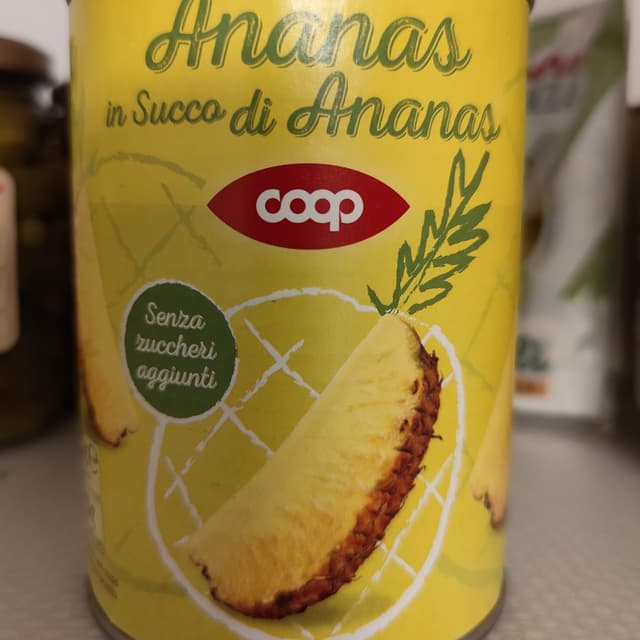 Ananas
in Succo di Ananas
coop
Senza
zuccheri
aggiunti